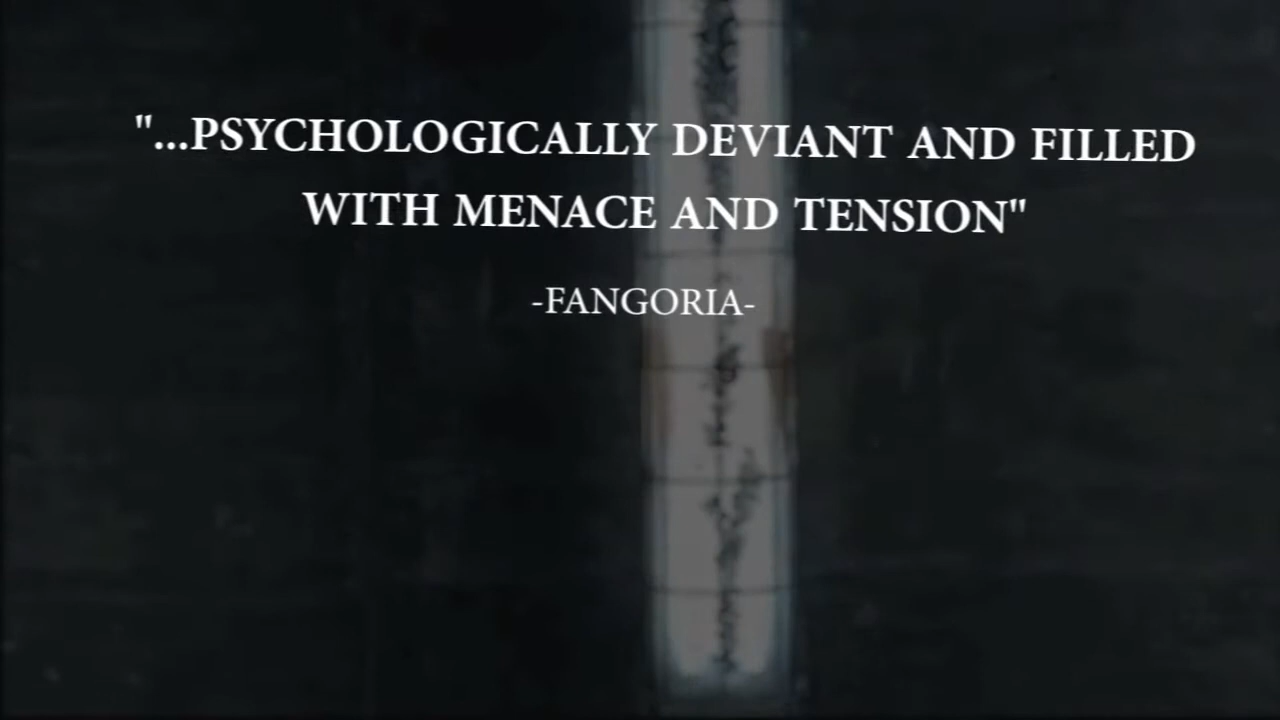 "...PSYCHOLOGICALLY DEVIANT AND FILLED
WITH MENACE AND TENSION"
-FANGORIA-